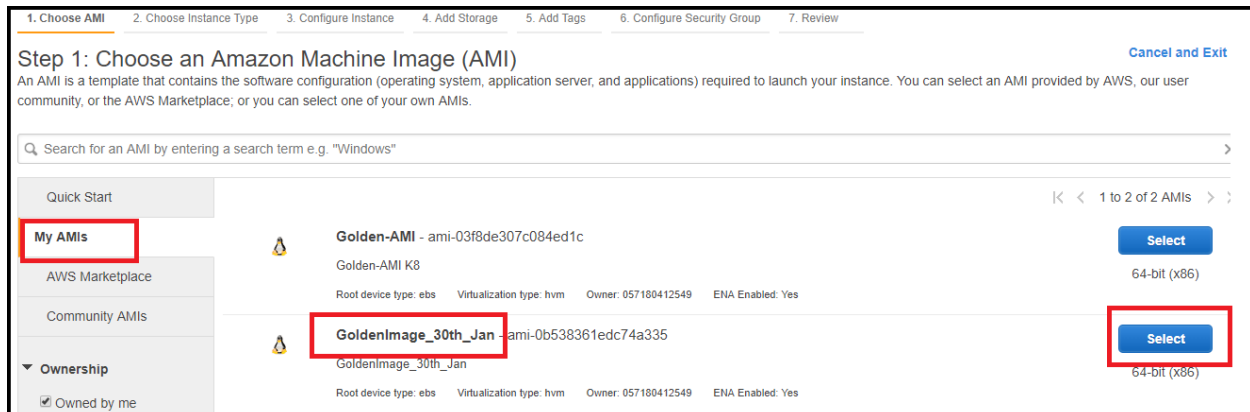 1. Choose AMI 2. Choose Instance Type 3. Configure Instance 4. Add Storage 5. Add Tags 6. Configure Security Group 7. Review
Step 1: Choose an Amazon Machine Image (AMI)
Cancel and Exit
An AMI is a template that contains the software configuration (operating system, application server, and applications) required to launch your instance. You can select an AMI provided by AWS, our user
community, or the AWS Marketplace; or you can select one of your own AMIs.
Search for an AMI by entering a search term e.g. "Windows"
Quick Start
My AMIs
AWS Marketplace
Community AMIs
Ownership
Owned by me
1 to 2 of 2 AMIs
Golden-AMI - ami-03f8de307c084ed1c
Golden-AMI K8
Root device type: ebs Virtualization type: hvm Owner: 057180412549 ENA Enabled: Yes
Select
64-bit (x86)
GoldenImage_30th_Jan - ami-0b538361edc74a335
GoldenImage_30th_Jan
Root device type: ebs Virtualization type: hvm Owner: 057180412549 ENA Enabled: Yes
Select
64-bit (x86)